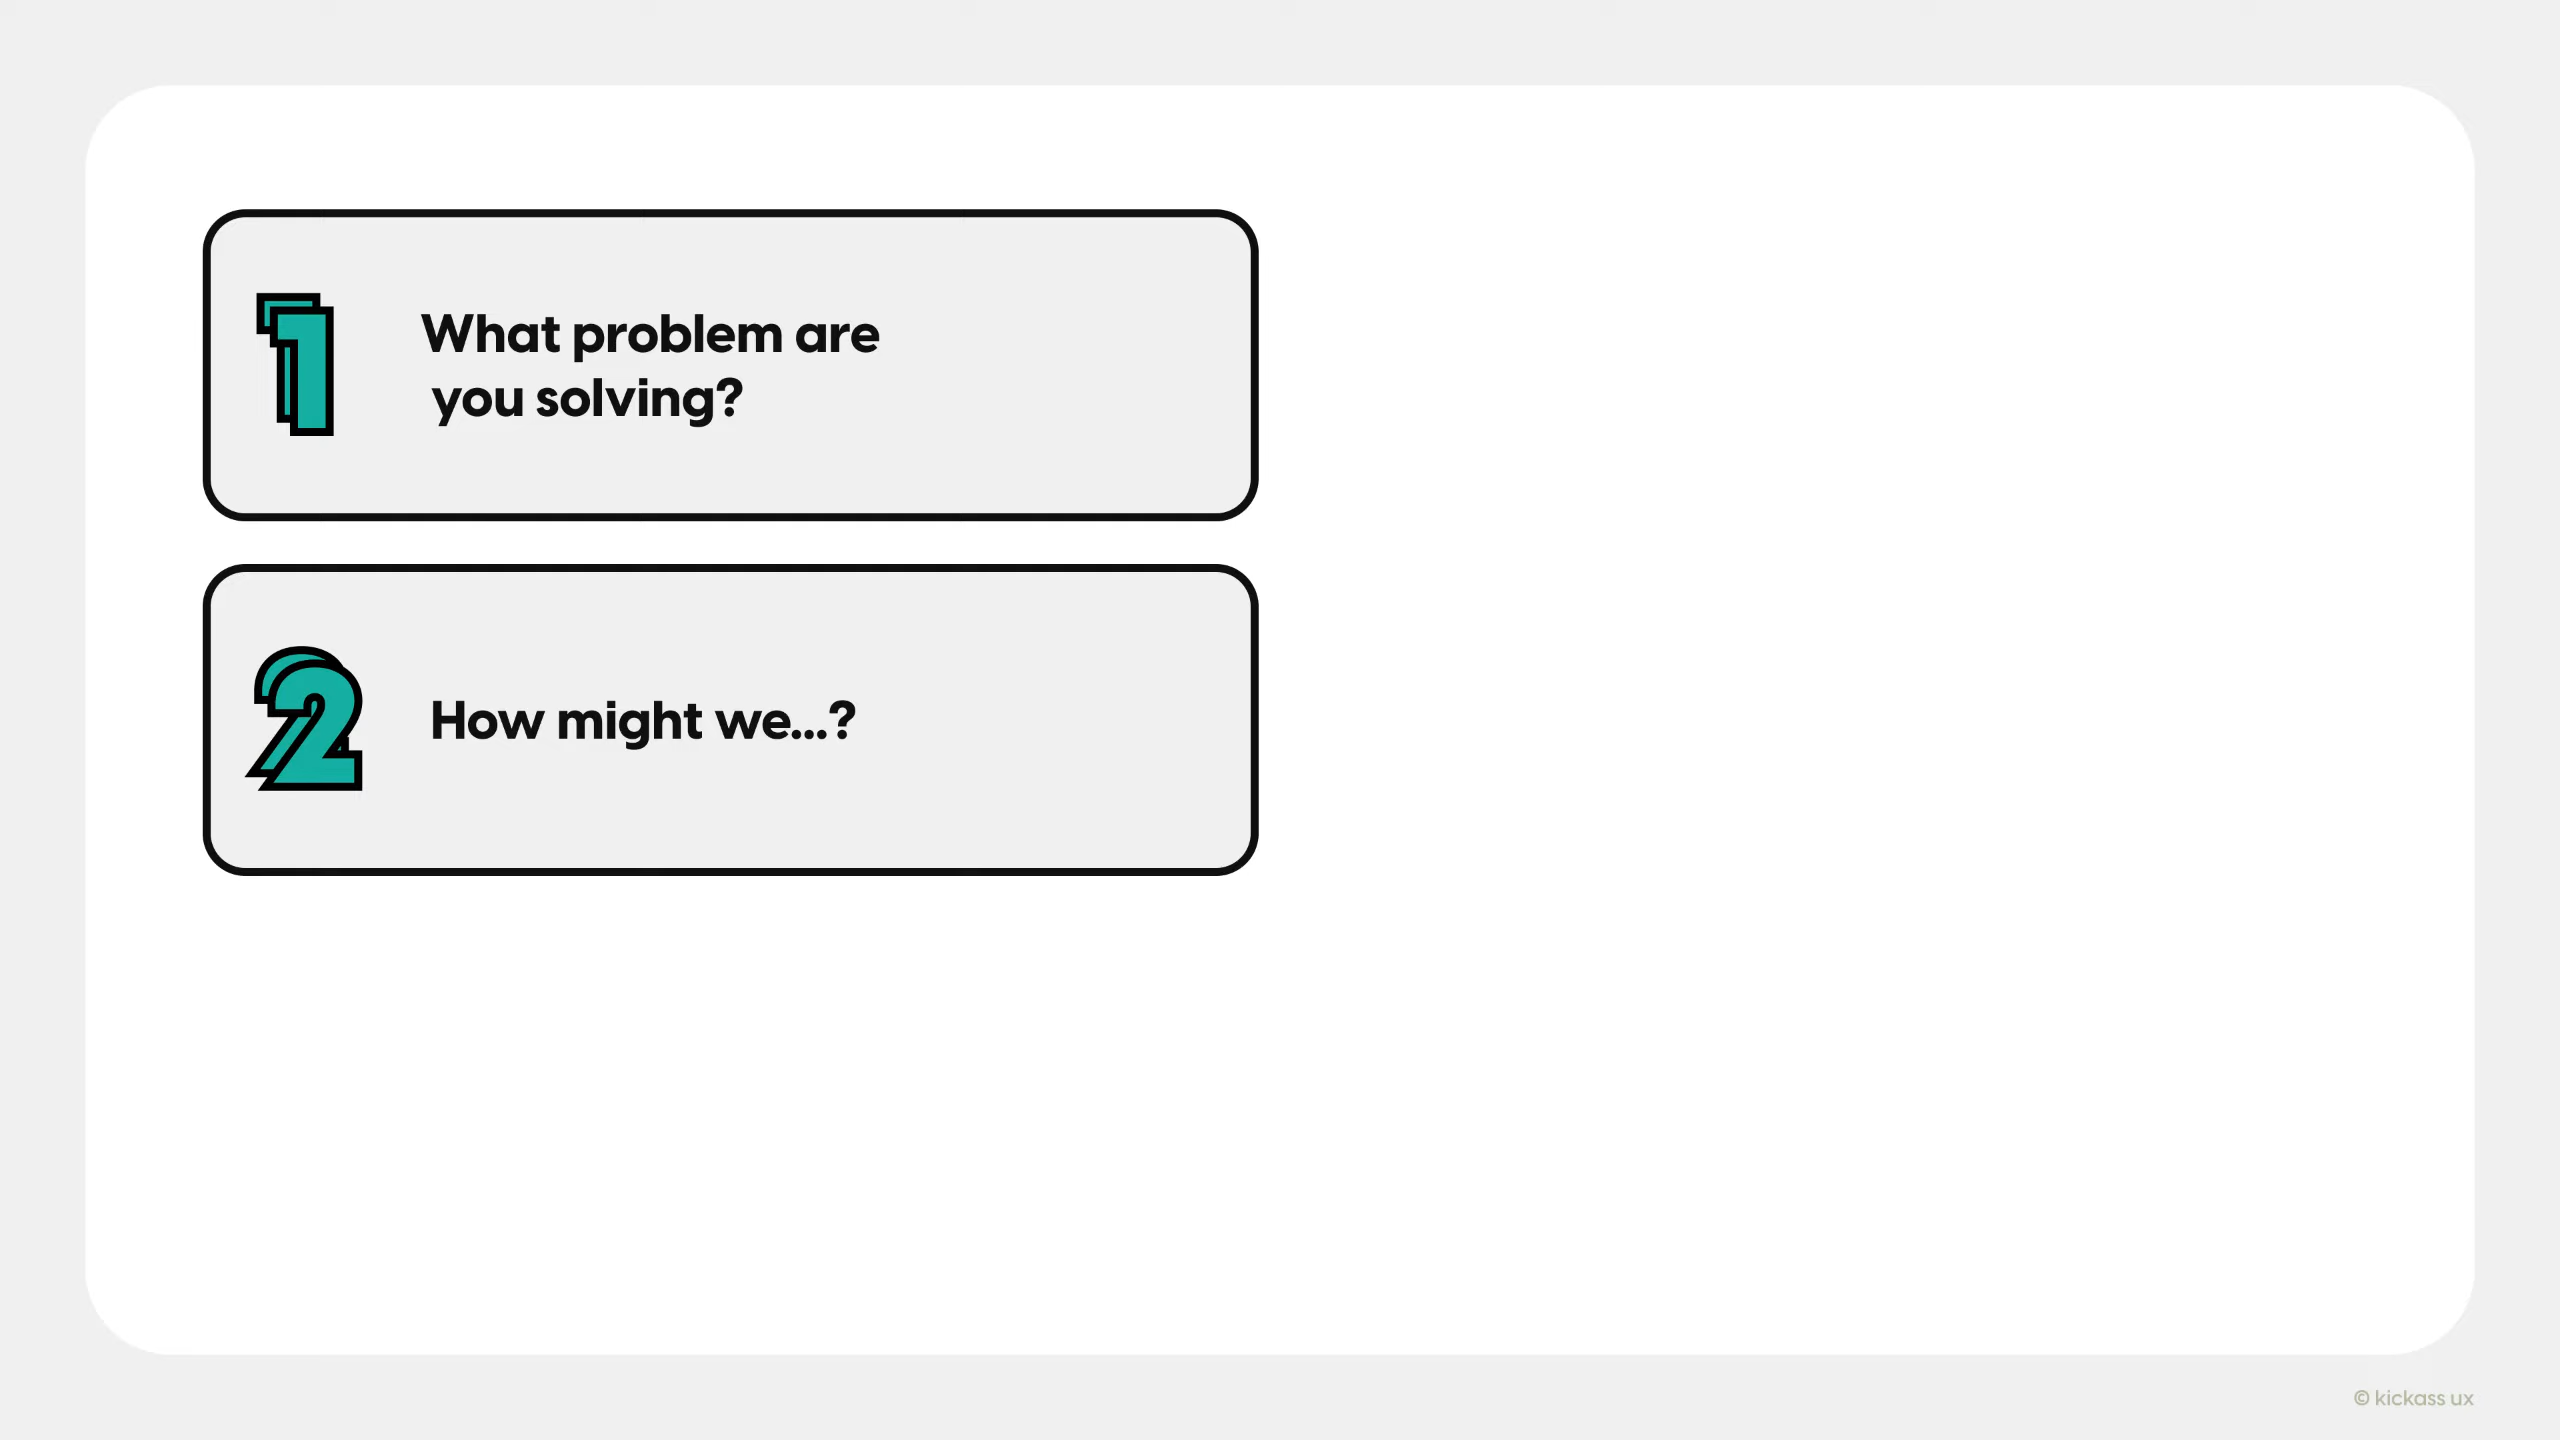 1
What problem are
you solving?
2
How might we...?
© kickass ux